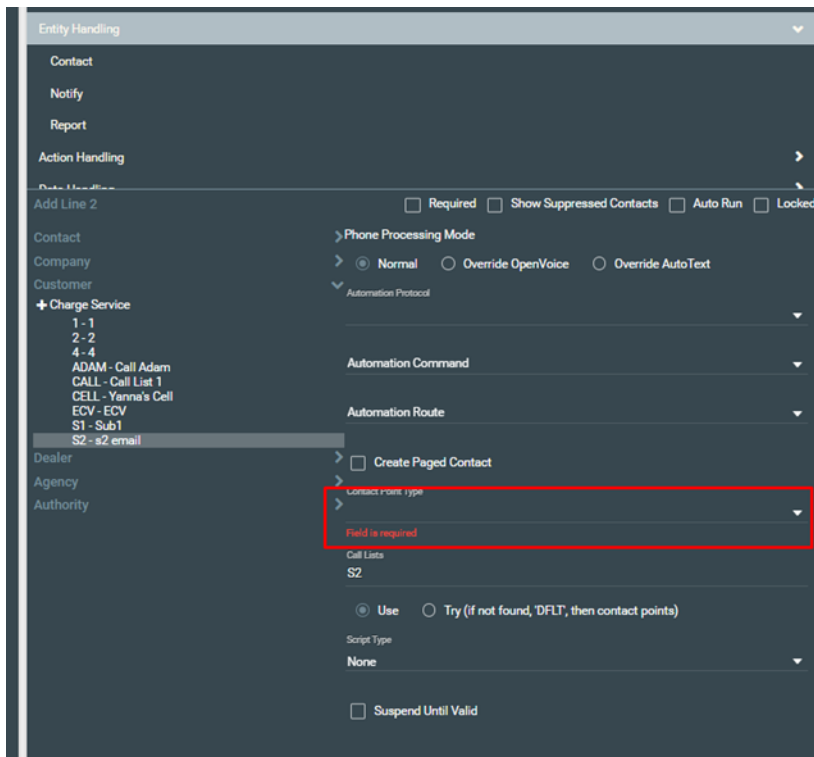 Entity Handling
Contact
Notify
Report
Action Handling
Data Handling
Add Line 2
Required Show Suppressed Contacts Auto Run Locked
Contact
Company
Customer
+ Charge Service
1 - 1
2 - 2
4 - 4
ADAM - Call Adam
CALL - Call List 1
CELL - Yanna's Cell
ECV - ECV
S1 - Sub1
S2 - s2 email
Dealer
Agency
Authority
Phone Processing Mode
Normal Override OpenVoice Override AutoText
Automation Protocol
Automation Command
Automation Route
Create Paged Contact
Contact Point Type
Field is required
Call Lists
S2
Use Try (if not found, 'DFLT', then contact points)
Script Type
None
Suspend Until Valid